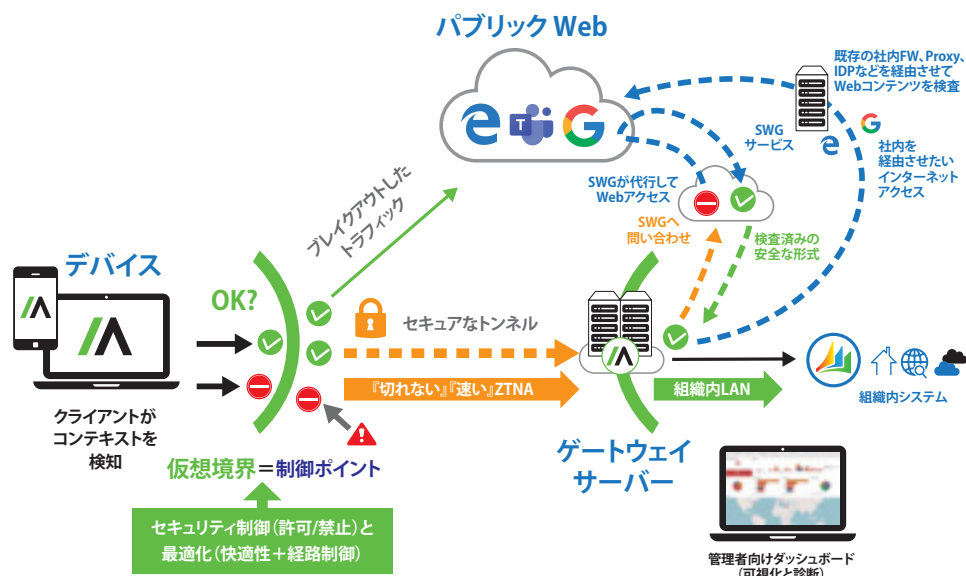 パブリック Web
既存の社内FW、Proxy、
IDPなどを経由させて
Webコンテンツを検査
T
SWG
サービス
社内を
経由させたい
インターネット
アクセス
SWGが代行して
Webアクセス
ブレイクアウトした
トラフィック
SWGへ
問い合わせ
検査済みの
安全な形式
デバイス
OK?
セキュアなトンネル
『切れない』『速い』ZTNA
組織内LAN
組織内システム
クライアントが
コンテキストを
検知
仮想境界＝制御ポイント
ゲートウェイ
サーバー
セキュリティ制御（許可/禁止）と
最適化（快適性＋経路制御）
管理者向けダッシュボード
（可視化と診断）